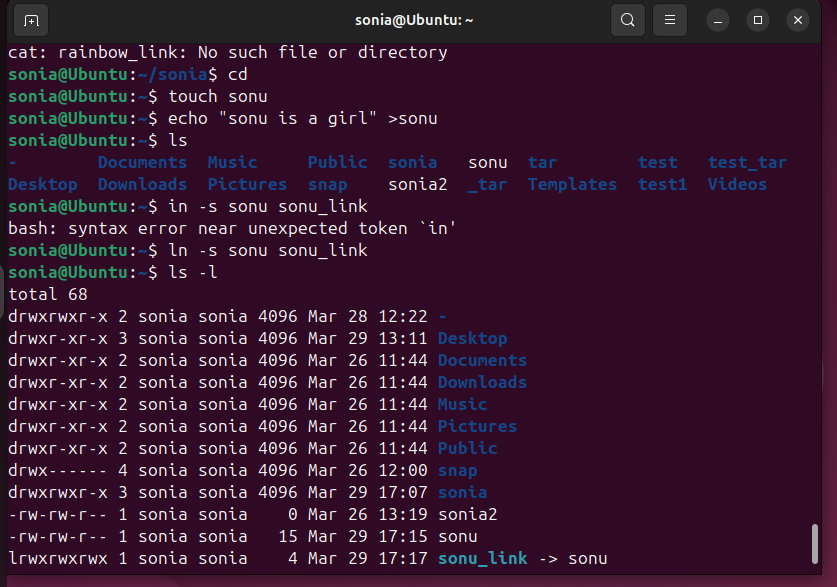 sonia@Ubuntu: ~
cat: rainbow_link: No such file or directory
sonia@Ubuntu:~/sonia$ cd
sonia@Ubuntu:~$ touch sonu
sonia@Ubuntu:~$ echo "sonu is a girl" >sonu
sonia@Ubuntu:~$ ls
-        Documents  Music     Public  sonia   sonu  tar        test   test_tar
Desktop  Downloads  Pictures  snap    sonia2  _tar  Templates  test1  Videos
sonia@Ubuntu:~$ in -s sonu sonu_link
bash: syntax error near unexpected token `in'
sonia@Ubuntu:~$ ln -s sonu sonu_link
sonia@Ubuntu:~$ ls -l
total 68
drwxrwxr-x 2 sonia sonia 4096 Mar 28 12:22 -
drwxr-xr-x 3 sonia sonia 4096 Mar 29 13:11 Desktop
drwxr-xr-x 2 sonia sonia 4096 Mar 26 11:44 Documents
drwxr-xr-x 2 sonia sonia 4096 Mar 26 11:44 Downloads
drwxr-xr-x 2 sonia sonia 4096 Mar 26 11:44 Music
drwxr-xr-x 2 sonia sonia 4096 Mar 26 11:44 Pictures
drwxr-xr-x 2 sonia sonia 4096 Mar 26 11:44 Public
drwx------ 4 sonia sonia 4096 Mar 26 12:00 snap
drwxrwxr-x 3 sonia sonia 4096 Mar 29 17:07 sonia
-rw-rw-r-- 1 sonia sonia    0 Mar 26 13:19 sonia2
-rw-rw-r-- 1 sonia sonia   15 Mar 29 17:15 sonu
lrwxrwxrwx 1 sonia sonia    4 Mar 29 17:17 sonu_link -> sonu